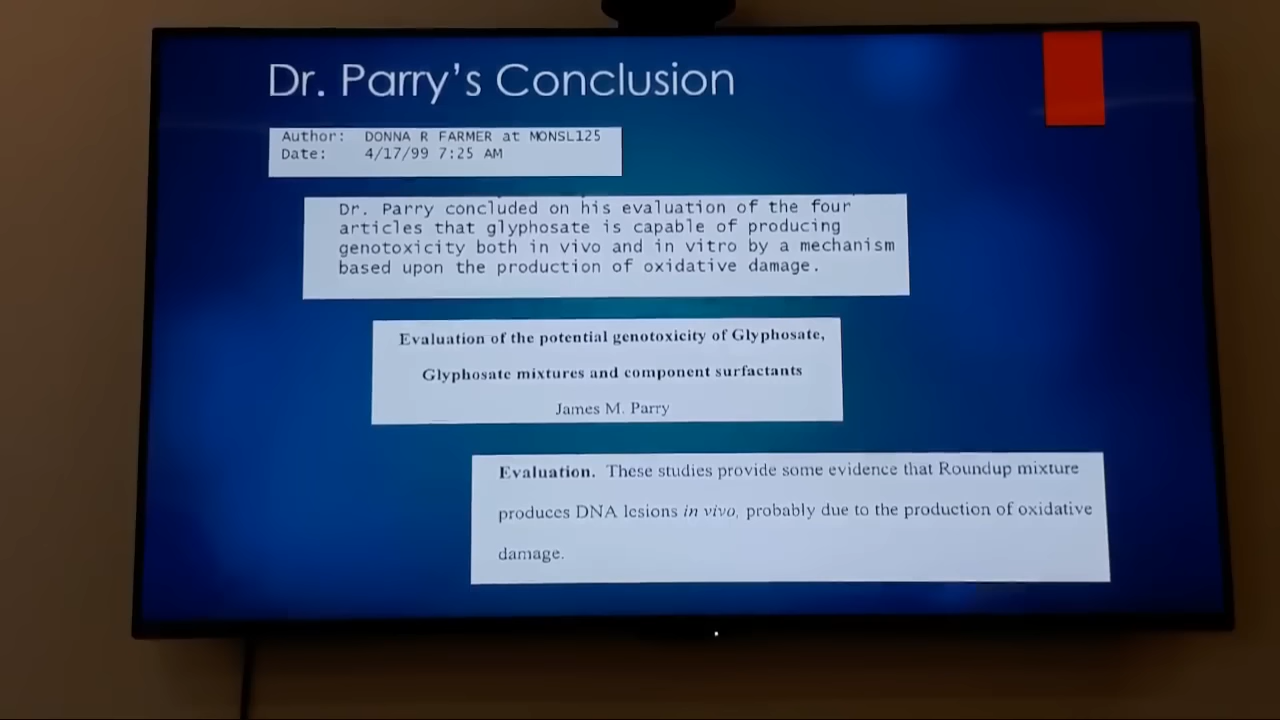 Dr. Parry's Conclusion
Author: DONNA R FARMER at MONSL125
Date: 4/17/99 7:25 AM
Dr. Parry concluded on his evaluation of the four
articles that glyphosate is capable of producing
genotoxicity both in vivo and in vitro by a mechanism
based upon the production of oxidative damage.
Evaluation of the potential genotoxicity of Glyphosate,
Glyphosate mixtures and component surfactants
James M. Parry
Evaluation. These studies provide some evidence that Roundup mixture
produces DNA lesions in vivo, probably due to the production of oxidative
damage.